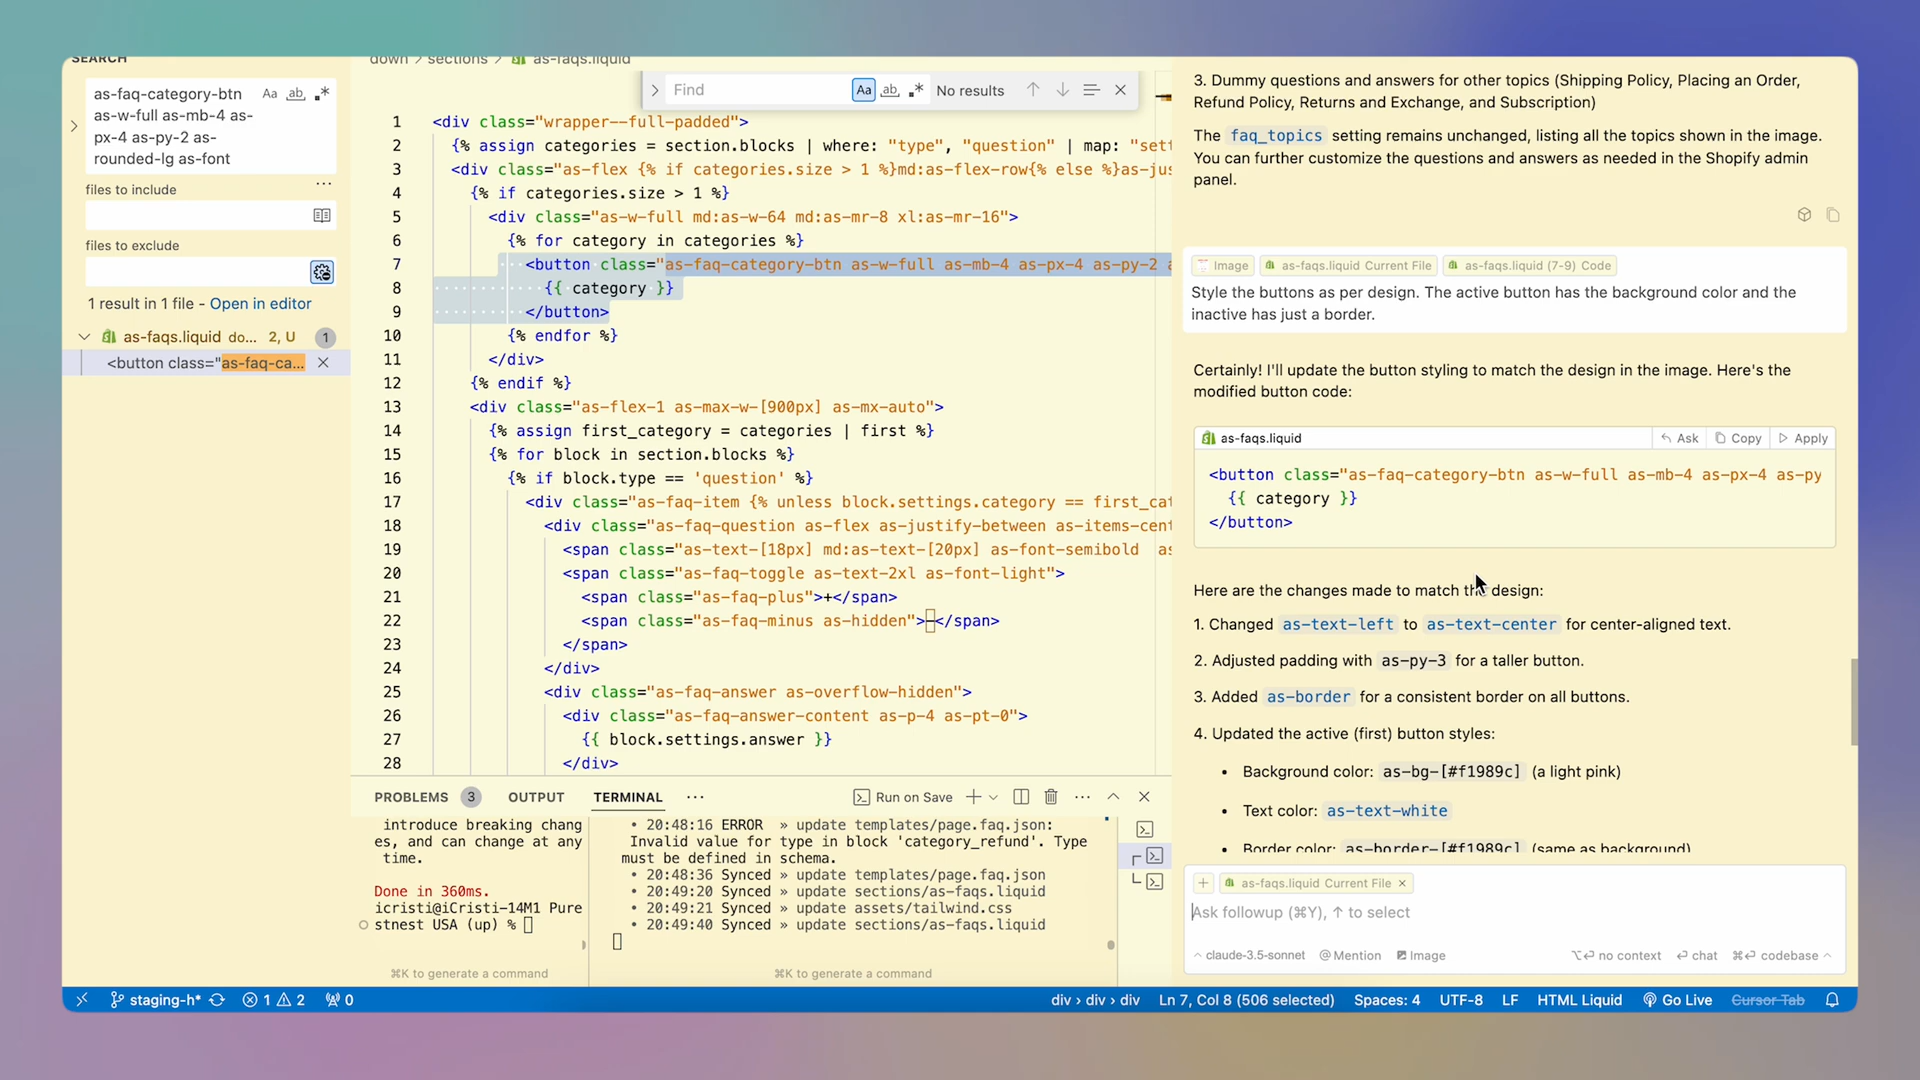 SEARCH
as-faq-category-btn
as-w-full as-mb-4 as-
px-4 as-py-2 as-
rounded-lg as-font
Aa ab .*
files to include
...
files to exclude
1 result in 1 file - Open in editor
as-faqs.liquid do... 2, U 1
<button class="as-faq-ca...
down > sections > as-faqs.liquid
Find
Aa ab .* No results
1 <div class="wrapper--full-padded">
2 {% assign categories = section.blocks | where: "type", "question" | map: "sett
3 <div class="as-flex {% if categories.size > 1 %}md:as-flex-row{% else %}as-jus
4 {% if categories.size > 1 %}
5 <div class="as-w-full md:as-w-64 md:as-mr-8 xl:as-mr-16">
6 {% for category in categories %}
7 <button class="as-faq-category-btn as-w-full as-mb-4 as-px-4 as-py-2 a
8 {{ category }}
9 </button>
10 {% endfor %}
11 </div>
12 {% endif %}
13 <div class="as-flex-1 as-max-w-[900px] as-mx-auto">
14 {% assign first_category = categories | first %}
15 {% for block in section.blocks %}
16 {% if block.type == 'question' %}
17 <div class="as-faq-item {% unless block.settings.category == first_cat
18 <div class="as-faq-question as-flex as-justify-between as-items-cent
19 <span class="as-text-[18px] md:as-text-[20px] as-font-semibold as
20 <span class="as-faq-toggle as-text-2xl as-font-light">
21 <span class="as-faq-plus">+</span>
22 <span class="as-faq-minus as-hidden">−</span>
23 </span>
24 </div>
25 <div class="as-faq-answer as-overflow-hidden">
26 <div class="as-faq-answer-content as-p-4 as-pt-0">
27 {{ block.settings.answer }}
28 </div>
PROBLEMS 3 OUTPUT TERMINAL ...
Run on Save
introduce breaking chang
es, and can change at any
time.
Done in 360ms.
icristi@iCristi-14M1 Pure
stnest USA (up) %
⌘K to generate a command
• 20:48:16 ERROR » update templates/page.faq.json:
Invalid value for type in block 'category_refund'. Type
must be defined in schema.
• 20:48:36 Synced » update templates/page.faq.json
• 20:49:20 Synced » update sections/as-faqs.liquid
• 20:49:21 Synced » update assets/tailwind.css
• 20:49:40 Synced » update sections/as-faqs.liquid
⌘K to generate a command
3. Dummy questions and answers for other topics (Shipping Policy, Placing an Order,
Refund Policy, Returns and Exchange, and Subscription)
The faq_topics setting remains unchanged, listing all the topics shown in the image.
You can further customize the questions and answers as needed in the Shopify admin
panel.
Image as-faqs.liquid Current File as-faqs.liquid (7-9) Code
Style the buttons as per design. The active button has the background color and the
inactive has just a border.
Certainly! I'll update the button styling to match the design in the image. Here's the
modified button code:
as-faqs.liquid Ask Copy Apply
<button class="as-faq-category-btn as-w-full as-mb-4 as-px-4 as-py
{{ category }}
</button>
Here are the changes made to match the design:
1. Changed as-text-left to as-text-center for center-aligned text.
2. Adjusted padding with as-py-3 for a taller button.
3. Added as-border for a consistent border on all buttons.
4. Updated the active (first) button styles:
• Background color: as-bg-[#f1989c] (a light pink)
• Text color: as-text-white
• Border color: as-border-[#f1989c] (same as background)
+ as-faqs.liquid Current File ×
Ask followup (⌘Y), ↑ to select
claude-3.5-sonnet @ Mention Image
no context chat codebase
staging-h* 1 2 0
div > div > div Ln 7, Col 8 (506 selected) Spaces: 4 UTF-8 LF HTML Liquid Go Live Cursor Tab